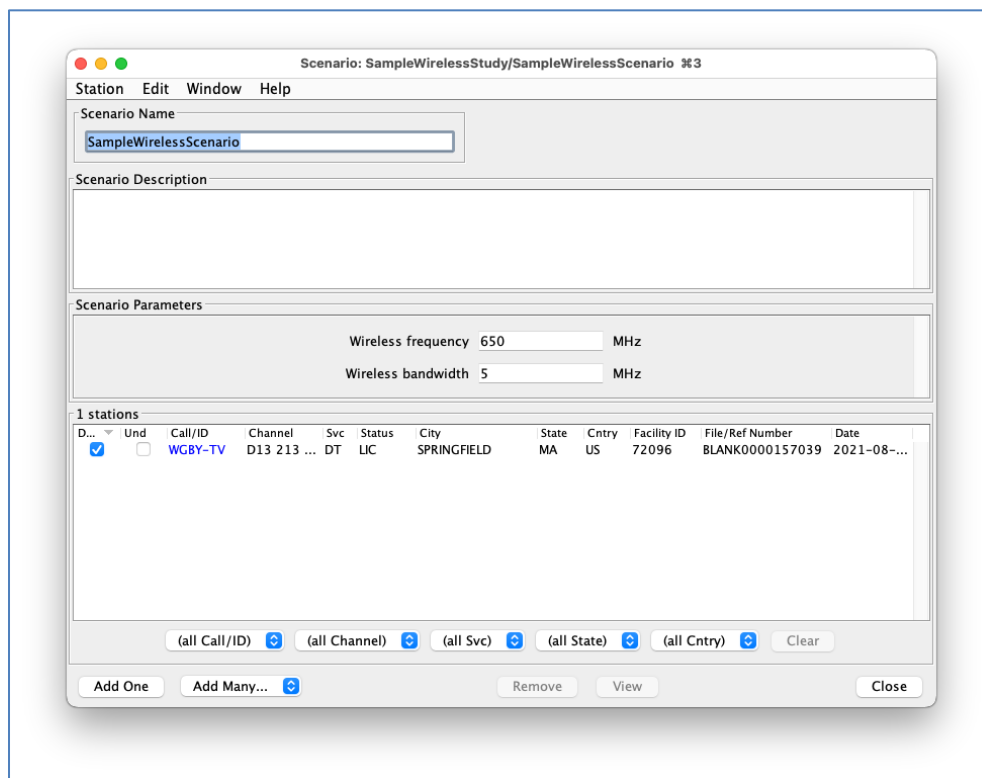 Scenario: SampleWirelessStudy/SampleWirelessScenario ⌘3
Station Edit Window Help
Scenario Name
SampleWirelessScenario
Scenario Description
Scenario Parameters
Wireless frequency 650 MHz
Wireless bandwidth 5 MHz
1 stations
D... Und Call/ID Channel Svc Status City State Cntry Facility ID File/Ref Number Date
WGBY-TV D13 213 ... DT LIC SPRINGFIELD MA US 72096 BLANK0000157039 2021-08-...
(all Call/ID) (all Channel) (all Svc) (all State) (all Cntry) Clear
Add One Add Many... Remove View Close